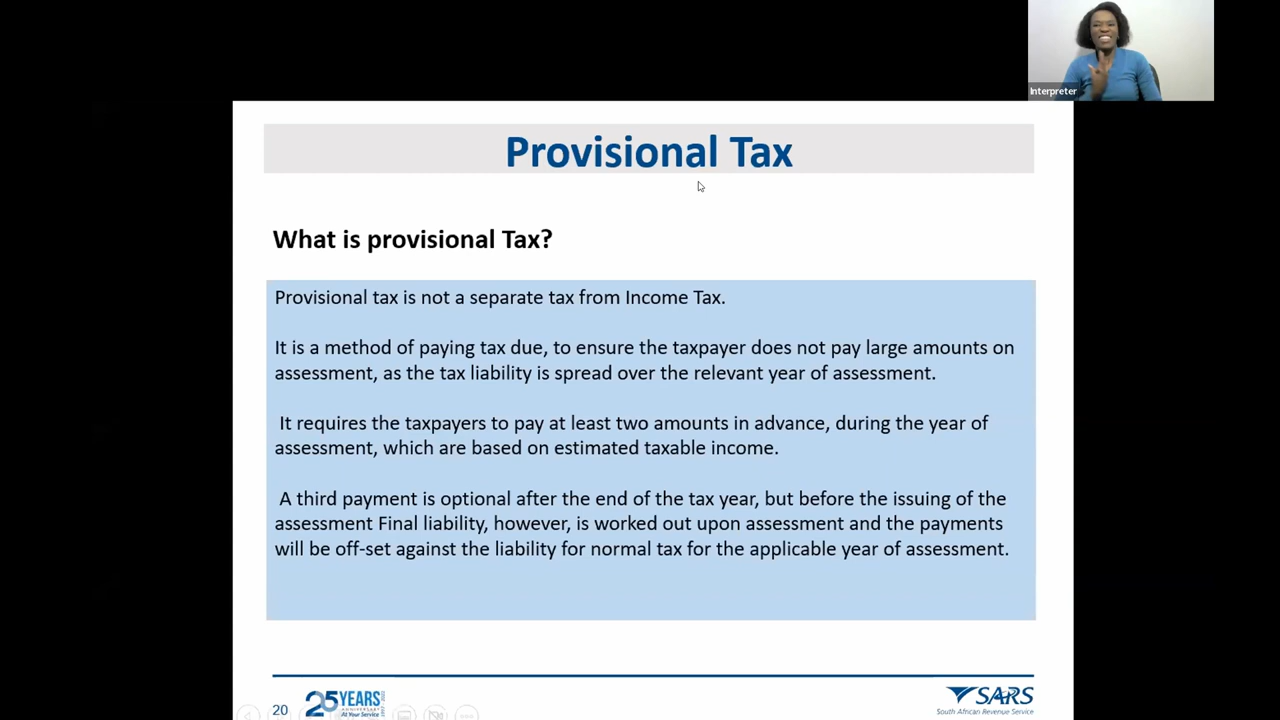 Interpreter
Provisional Tax
What is provisional Tax?
Provisional tax is not a separate tax from Income Tax.
It is a method of paying tax due, to ensure the taxpayer does not pay large amounts on
assessment, as the tax liability is spread over the relevant year of assessment.
It requires the taxpayers to pay at least two amounts in advance, during the year of
assessment, which are based on estimated taxable income.
A third payment is optional after the end of the tax year, but before the issuing of the
assessment Final liability, however, is worked out upon assessment and the payments
will be off-set against the liability for normal tax for the applicable year of assessment.
20
25 YEARS
ANNIVERSARY
At Your Service
SARS
South African Revenue Service